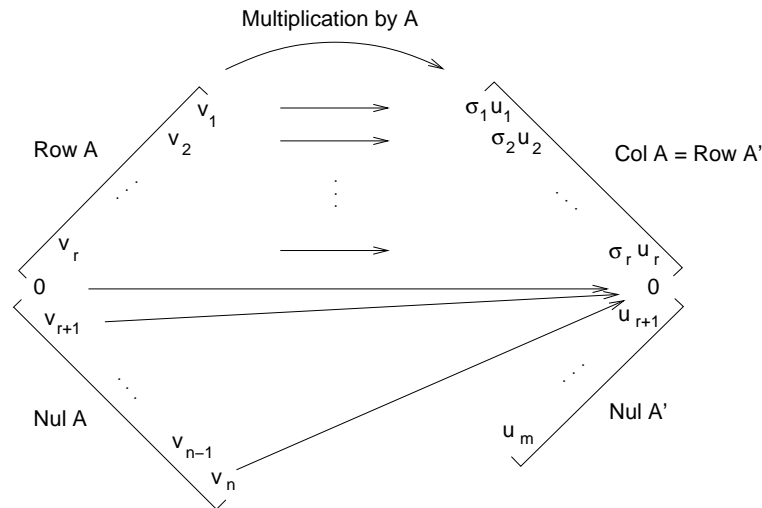 Multiplication by A
v₁ σ₁u₁
v₂ σ₂u₂
Row A Col A = Row A’
. . . . . . . . .
vᵣ σᵣ uᵣ
0 0
vᵣ₊₁ uᵣ₊₁
. . . . . .
Nul A Nul A’
vₙ₋₁ uₘ
vₙ